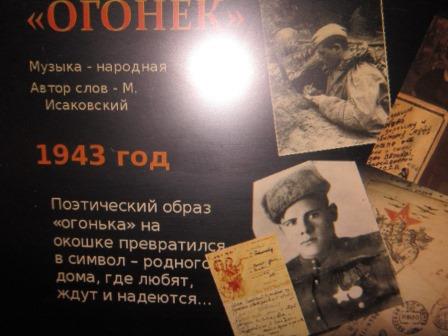 «ОГОНЕК»
Музыка - народная
Автор слов - М.
Исаковский
1943 год
Поэтический образ
«огонька» на
окошке превратился
в символ – родного
дома, где любят,
ждут и надеются...